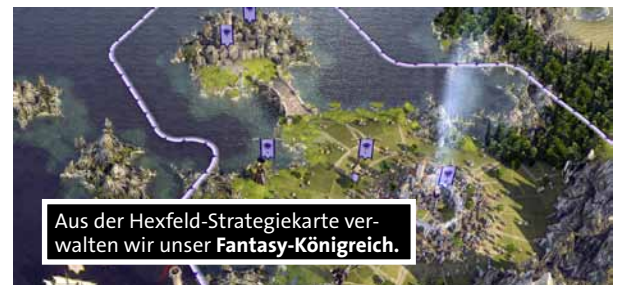 Aus der Hexfeld-Strategiekarte ver-
walten wir unser Fantasy-Königreich.